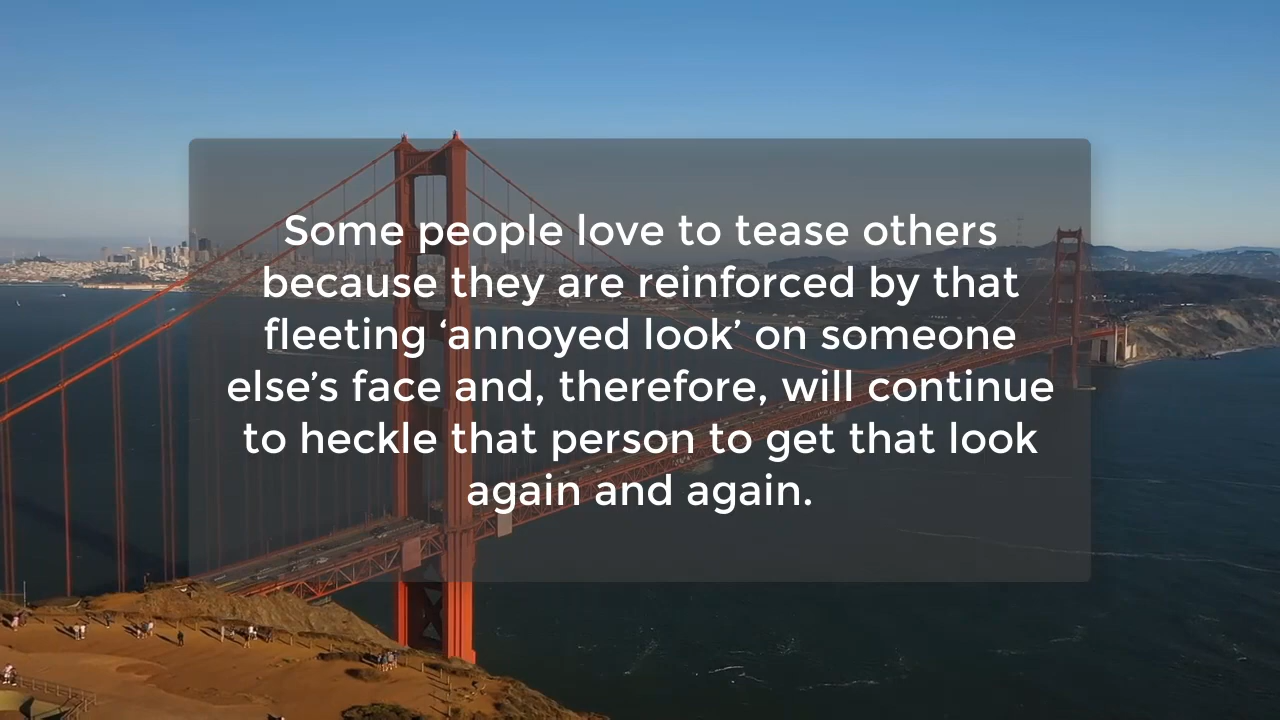 Some people love to tease others
because they are reinforced by that
fleeting ‘annoyed look’ on someone
else’s face and, therefore, will continue
to heckle that person to get that look
again and again.